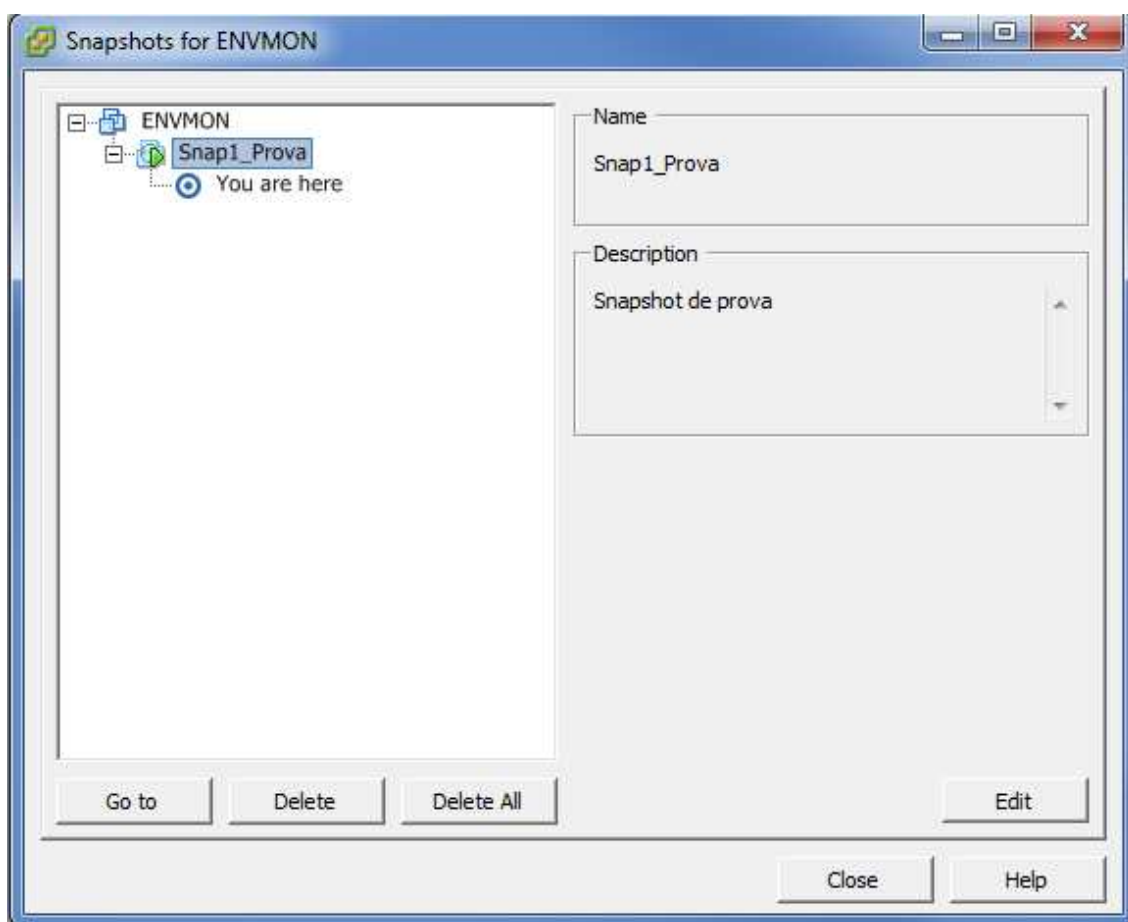 Snapshots for ENVMON
ENVMON
Snap1_Prova
You are here
Name
Snap1_Prova
Description
Snapshot de prova
Go to
Delete
Delete All
Edit
Close
Help